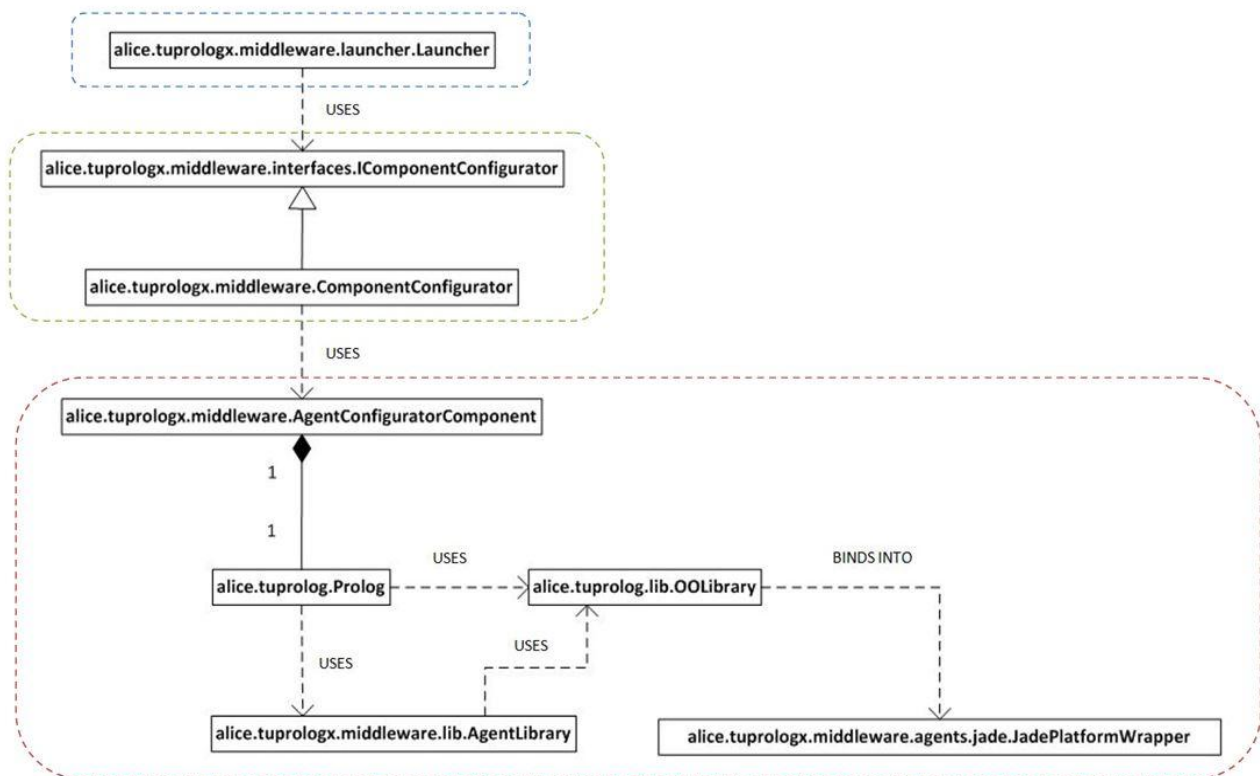 alice.tuprologx.middleware.launcher.Launcher
USES
alice.tuprologx.middleware.interfaces.IComponentConfigurator
alice.tuprologx.middleware.ComponentConfigurator
USES
alice.tuprologx.middleware.AgentConfiguratorComponent
1
1
USES
BINDS INTO
alice.tuprolog.Prolog
alice.tuprolog.lib.OOLibrary
USES
USES
alice.tuprologx.middleware.lib.AgentLibrary
alice.tuprologx.middleware.agents.jade.JadePlatformWrapper